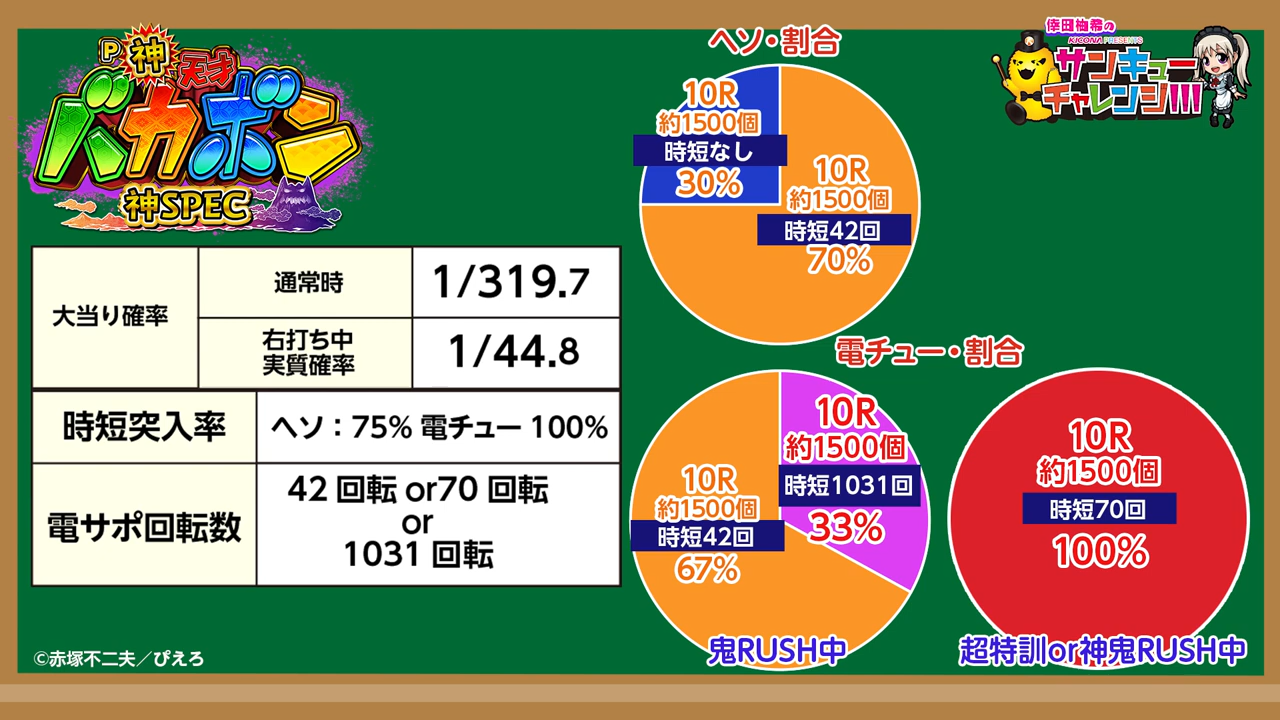 P神天才
バカボン
神SPEC
幸田柚希の
KICONA PRESENTS
サンキュー
チャレンジ!!!
大当り確率
通常時
1/319.7
右打ち中
実質確率
1/44.8
時短突入率
ヘソ：75% 電チュー 100%
電サポ回転数
42 回転 or70 回転
or
1031 回転
©赤塚不二夫／ぴえろ
ヘソ・割合
10R
約1500個
時短なし
30%
10R
約1500個
時短42回
70%
電チュー・割合
10R
約1500個
時短42回
67%
10R
約1500個
時短1031回
33%
鬼RUSH中
10R
約1500個
時短70回
100%
超特訓or神鬼RUSH中